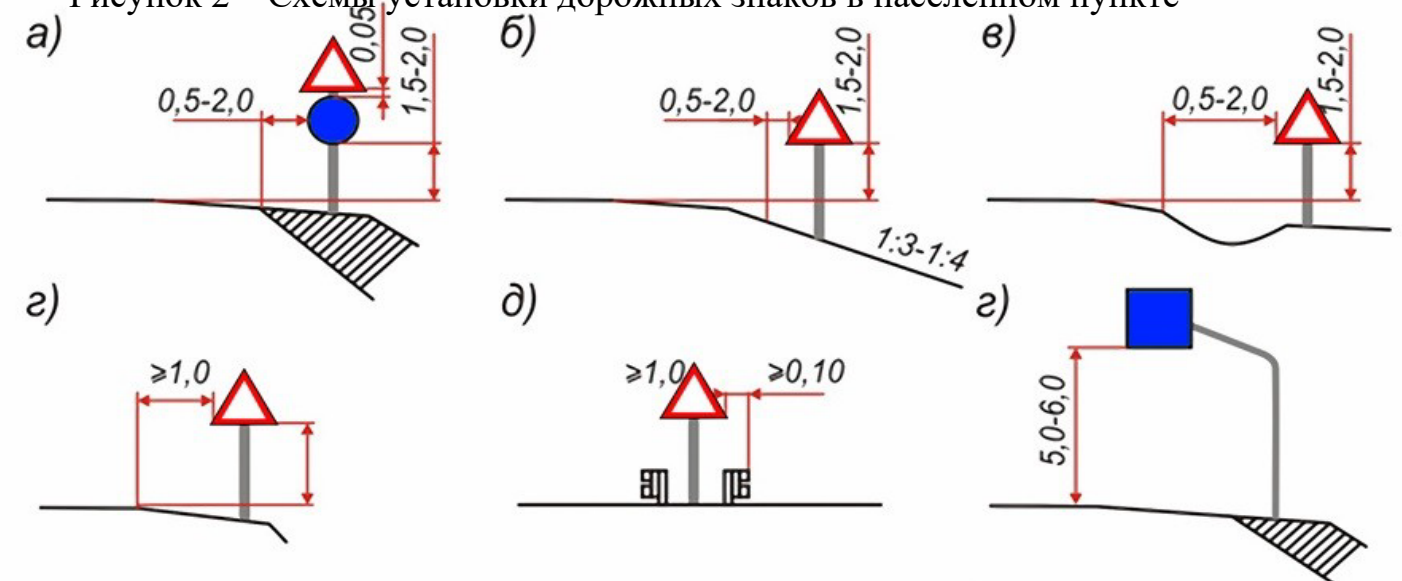 Рисунок 2 – Схемы установки дорожных знаков в населенном пункте
а)
0,05
1,5-2,0
0,5-2,0
б)
1,5-2,0
0,5-2,0
1:3-1:4
в)
1,5-2,0
0,5-2,0
г)
≥1,0
д)
≥1,0
≥0,10
г)
5,0-6,0